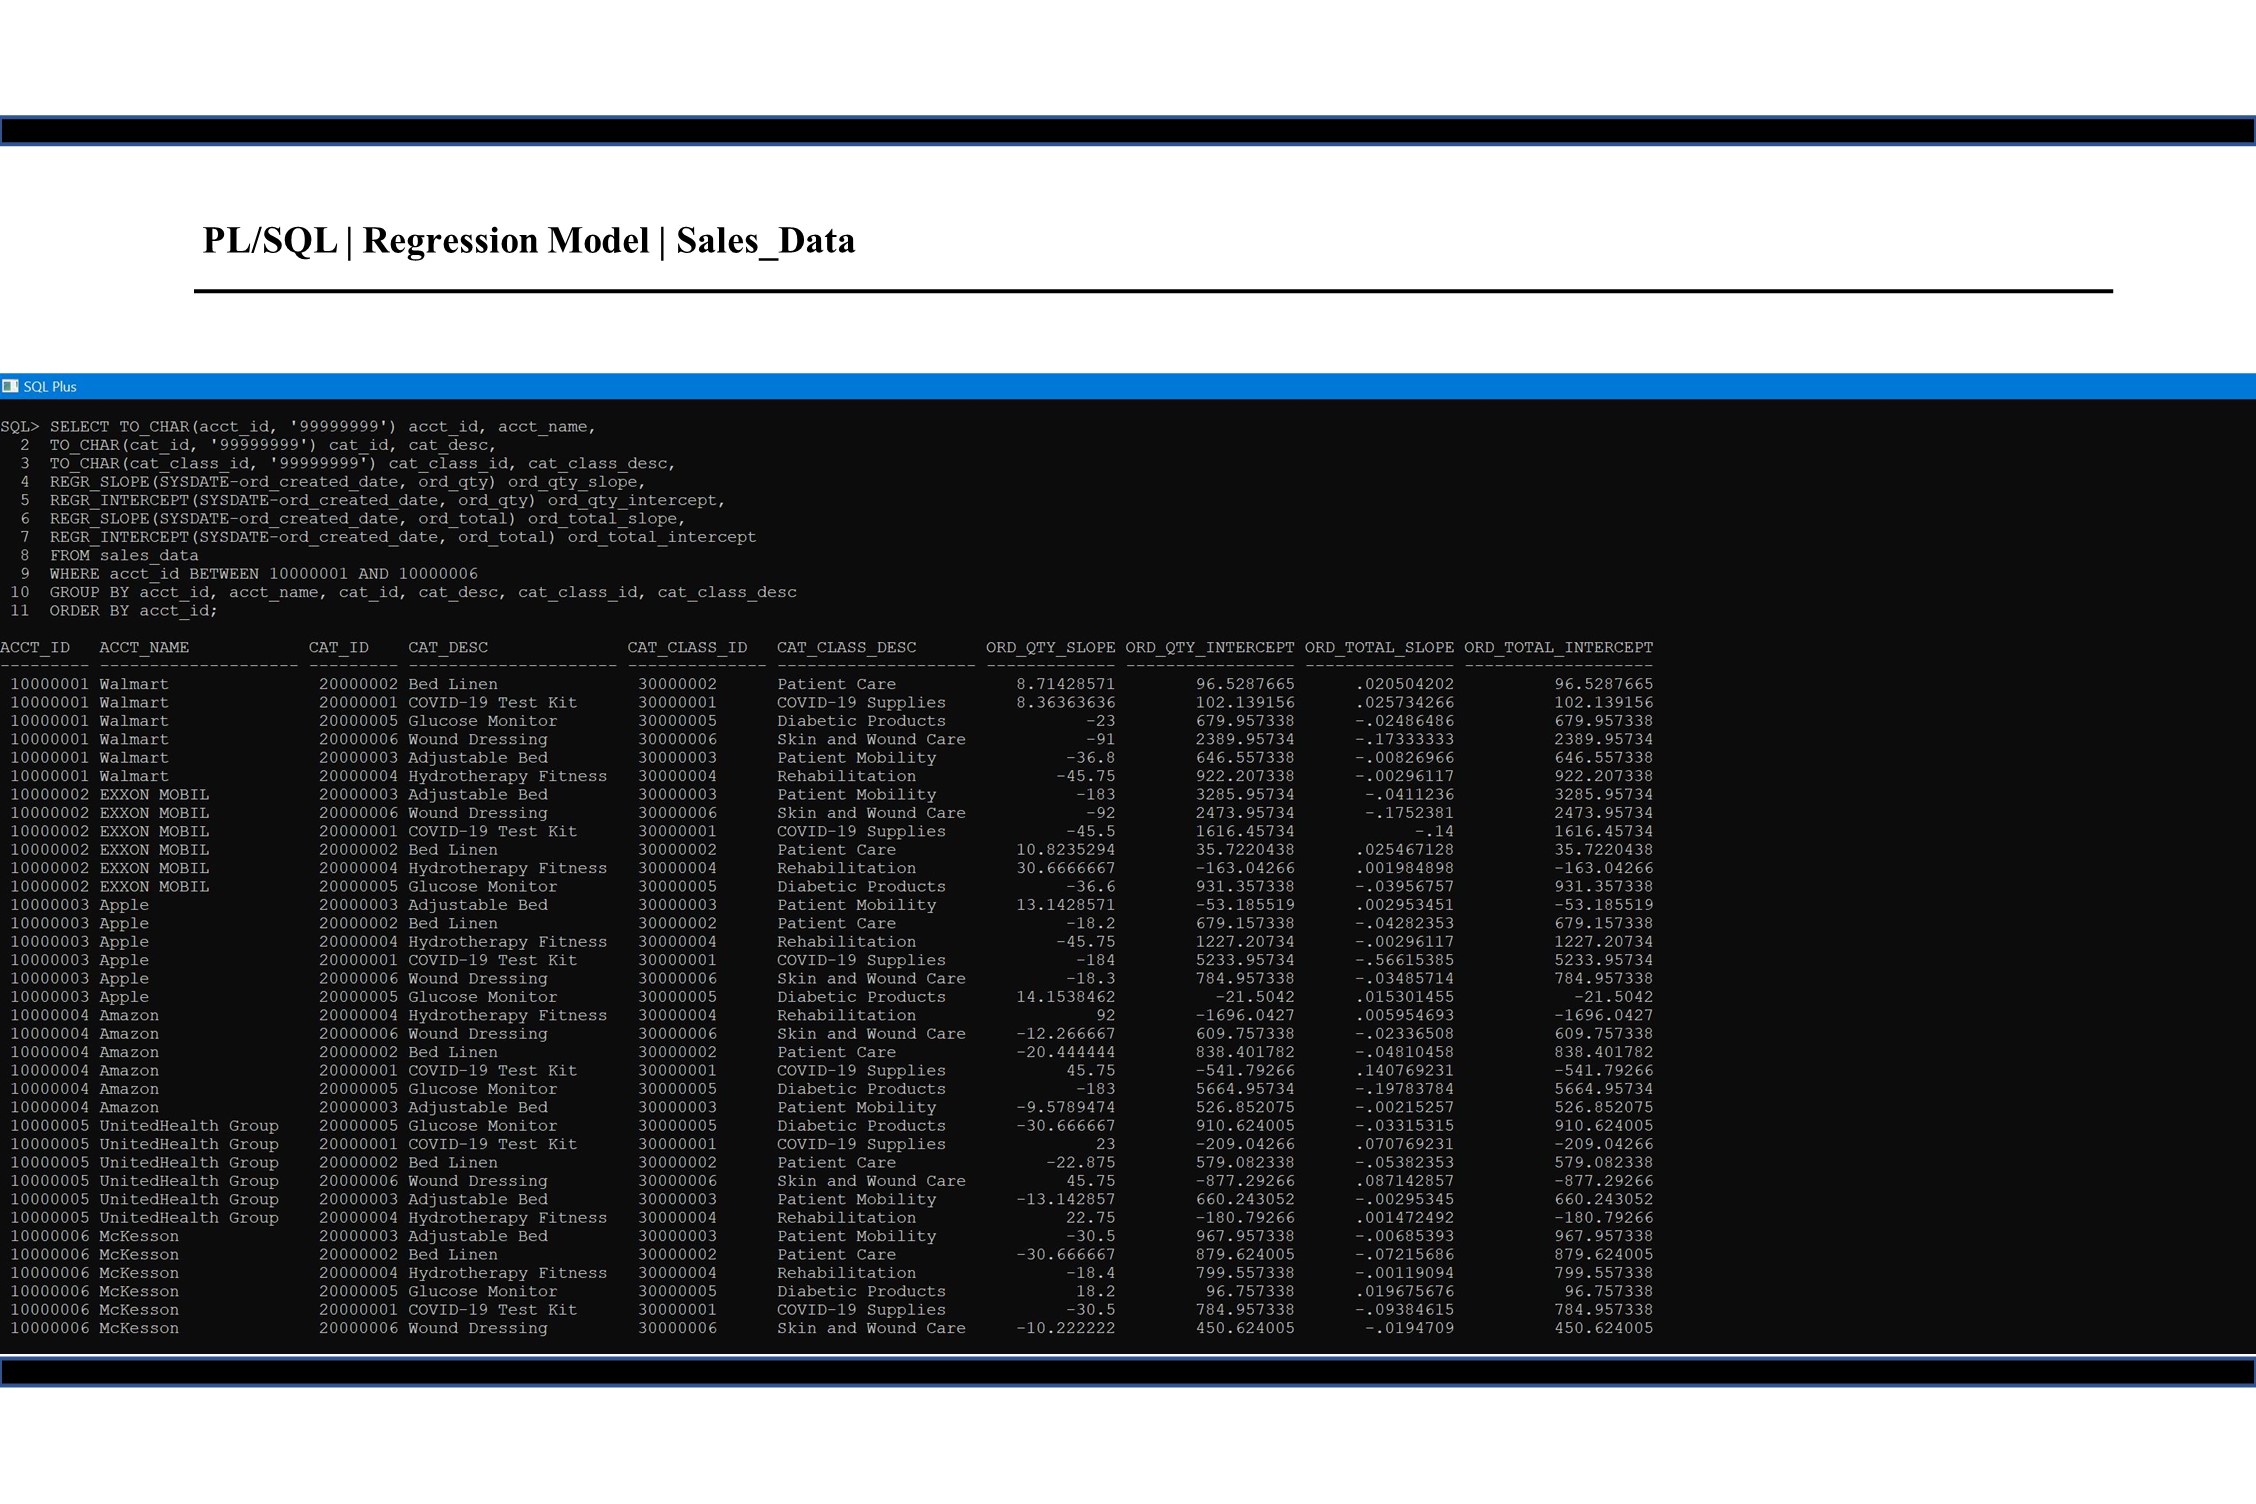 PL/SQL | Regression Model | Sales_Data
SQL Plus
SQL> SELECT TO_CHAR(acct_id, '99999999') acct_id, acct_name,
2 TO_CHAR(cat_id, '99999999') cat_id, cat_desc,
3 TO_CHAR(cat_class_id, '99999999') cat_class_id, cat_class_desc,
4 REGR_SLOPE(SYSDATE-ord_created_date, ord_qty) ord_qty_slope,
5 REGR_INTERCEPT(SYSDATE-ord_created_date, ord_qty) ord_qty_intercept,
6 REGR_SLOPE(SYSDATE-ord_created_date, ord_total) ord_total_slope,
7 REGR_INTERCEPT(SYSDATE-ord_created_date, ord_total) ord_total_intercept
8 FROM sales_data
9 WHERE acct_id BETWEEN 10000001 AND 10000006
10 GROUP BY acct_id, acct_name, cat_id, cat_desc, cat_class_id, cat_class_desc
11 ORDER BY acct_id;
ACCT_ID ACCT_NAME CAT_ID CAT_DESC CAT_CLASS_ID CAT_CLASS_DESC ORD_QTY_SLOPE ORD_QTY_INTERCEPT ORD_TOTAL_SLOPE ORD_TOTAL_INTERCEPT
--------- -------------------- --------- --------------------- -------------- -------------------- ------------- ----------------- --------------- -------------------
10000001 Walmart 20000002 Bed Linen 30000002 Patient Care 8.71428571 96.5287665 .020504202 96.5287665
10000001 Walmart 20000001 COVID-19 Test Kit 30000001 COVID-19 Supplies 8.36363636 102.139156 .025734266 102.139156
10000001 Walmart 20000005 Glucose Monitor 30000005 Diabetic Products -23 679.957338 -.02486486 679.957338
10000001 Walmart 20000006 Wound Dressing 30000006 Skin and Wound Care -91 2389.95734 -.17333333 2389.95734
10000001 Walmart 20000003 Adjustable Bed 30000003 Patient Mobility -36.8 646.557338 -.00826966 646.557338
10000001 Walmart 20000004 Hydrotherapy Fitness 30000004 Rehabilitation -45.75 922.207338 -.00296117 922.207338
10000002 EXXON MOBIL 20000003 Adjustable Bed 30000003 Patient Mobility -183 3285.95734 -.0411236 3285.95734
10000002 EXXON MOBIL 20000006 Wound Dressing 30000006 Skin and Wound Care -92 2473.95734 -.1752381 2473.95734
10000002 EXXON MOBIL 20000001 COVID-19 Test Kit 30000001 COVID-19 Supplies -45.5 1616.45734 -.14 1616.45734
10000002 EXXON MOBIL 20000002 Bed Linen 30000002 Patient Care 10.8235294 35.7220438 .025467128 35.7220438
10000002 EXXON MOBIL 20000004 Hydrotherapy Fitness 30000004 Rehabilitation 30.6666667 -163.04266 .001984898 -163.04266
10000002 EXXON MOBIL 20000005 Glucose Monitor 30000005 Diabetic Products -36.6 931.357338 -.03956757 931.357338
10000003 Apple 20000003 Adjustable Bed 30000003 Patient Mobility 13.1428571 -53.185519 .002953451 -53.185519
10000003 Apple 20000002 Bed Linen 30000002 Patient Care -18.2 679.157338 -.04282353 679.157338
10000003 Apple 20000004 Hydrotherapy Fitness 30000004 Rehabilitation -45.75 1227.20734 -.00296117 1227.20734
10000003 Apple 20000001 COVID-19 Test Kit 30000001 COVID-19 Supplies -184 5233.95734 -.56615385 5233.95734
10000003 Apple 20000006 Wound Dressing 30000006 Skin and Wound Care -18.3 784.957338 -.03485714 784.957338
10000003 Apple 20000005 Glucose Monitor 30000005 Diabetic Products 14.1538462 -21.5042 .015301455 -21.5042
10000004 Amazon 20000004 Hydrotherapy Fitness 30000004 Rehabilitation 92 -1696.0427 .005954693 -1696.0427
10000004 Amazon 20000006 Wound Dressing 30000006 Skin and Wound Care -12.266667 609.757338 -.02336508 609.757338
10000004 Amazon 20000002 Bed Linen 30000002 Patient Care -20.444444 838.401782 -.04810458 838.401782
10000004 Amazon 20000001 COVID-19 Test Kit 30000001 COVID-19 Supplies 45.75 -541.79266 .140769231 -541.79266
10000004 Amazon 20000005 Glucose Monitor 30000005 Diabetic Products -183 5664.95734 -.19783784 5664.95734
10000004 Amazon 20000003 Adjustable Bed 30000003 Patient Mobility -9.5789474 526.852075 -.00215257 526.852075
10000005 UnitedHealth Group 20000005 Glucose Monitor 30000005 Diabetic Products -30.666667 910.624005 -.03315315 910.624005
10000005 UnitedHealth Group 20000001 COVID-19 Test Kit 30000001 COVID-19 Supplies 23 -209.04266 .070769231 -209.04266
10000005 UnitedHealth Group 20000002 Bed Linen 30000002 Patient Care -22.875 579.082338 -.05382353 579.082338
10000005 UnitedHealth Group 20000006 Wound Dressing 30000006 Skin and Wound Care 45.75 -877.29266 .087142857 -877.29266
10000005 UnitedHealth Group 20000003 Adjustable Bed 30000003 Patient Mobility -13.142857 660.243052 -.00295345 660.243052
10000005 UnitedHealth Group 20000004 Hydrotherapy Fitness 30000004 Rehabilitation 22.75 -180.79266 .001472492 -180.79266
10000006 McKesson 20000003 Adjustable Bed 30000003 Patient Mobility -30.5 967.957338 -.00685393 967.957338
10000006 McKesson 20000002 Bed Linen 30000002 Patient Care -30.666667 879.624005 -.07215686 879.624005
10000006 McKesson 20000004 Hydrotherapy Fitness 30000004 Rehabilitation -18.4 799.557338 -.00119094 799.557338
10000006 McKesson 20000005 Glucose Monitor 30000005 Diabetic Products 18.2 96.757338 .019675676 96.757338
10000006 McKesson 20000001 COVID-19 Test Kit 30000001 COVID-19 Supplies -30.5 784.957338 -.09384615 784.957338
10000006 McKesson 20000006 Wound Dressing 30000006 Skin and Wound Care -10.222222 450.624005 -.0194709 450.624005